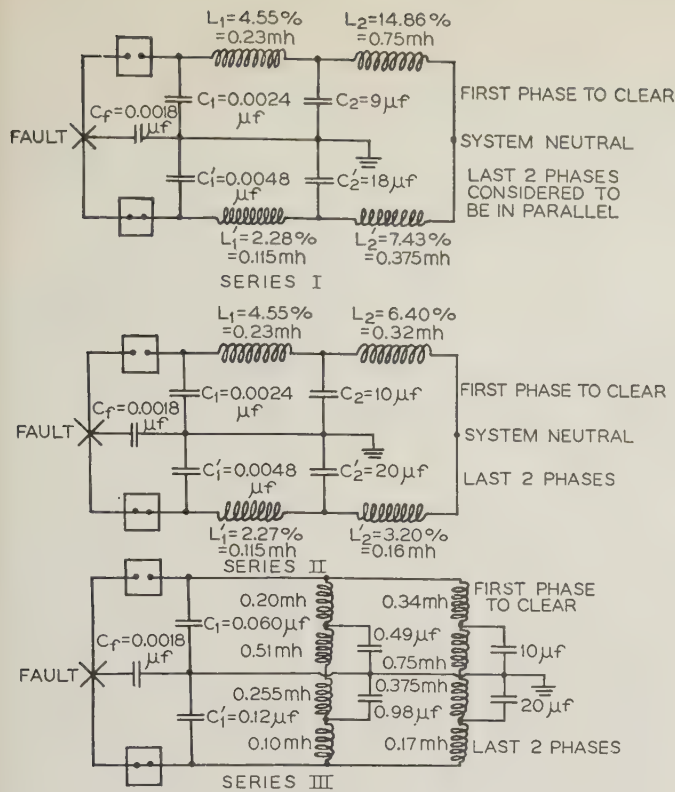 L₁=4.55%
=0.23mh
L₂=14.86%
=0.75mh
C₁=0.0024
μf
C₂=9μf
FIRST PHASE TO CLEAR
Cf=0.0018
μf
FAULT
SYSTEM NEUTRAL
C₁'=0.0048
μf
C₂'=18μf
LAST 2 PHASES
CONSIDERED TO
BE IN PARALLEL
L₁'=2.28%
=0.115mh
L₂'=7.43%
=0.375mh
SERIES I
L₁=4.55%
=0.23mh
L₂=6.40%
=0.32mh
C₁=0.0024
μf
C₂=10μf
FIRST PHASE TO CLEAR
Cf=0.0018
μf
FAULT
SYSTEM NEUTRAL
C₁'=0.0048
μf
C₂'=20μf
LAST 2 PHASES
L₁'=2.27%
=0.115mh
L₂'=3.20%
=0.16mh
SERIES II
FIRST PHASE
TO CLEAR
0.20mh
0.34mh
C₁=0.060μf
0.49μf
10μf
Cf=0.0018
μf
0.51mh
0.75mh
FAULT
0.255mh
0.375mh
C₁'=0.12μf
0.98μf
20μf
0.10mh
0.17mh
LAST 2 PHASES
SERIES III